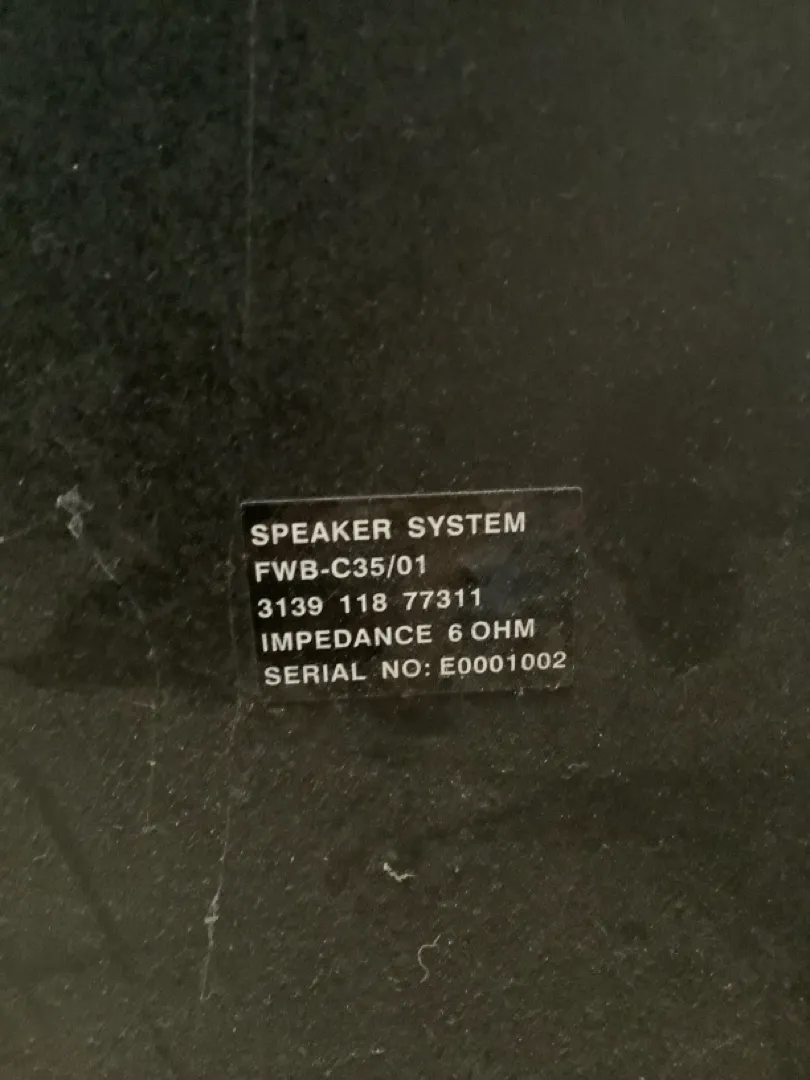 SPEAKER SYSTEM
FWB-C35/01
3139 118 77311
IMPEDANCE 6 OHM
SERIAL NO: E0001002